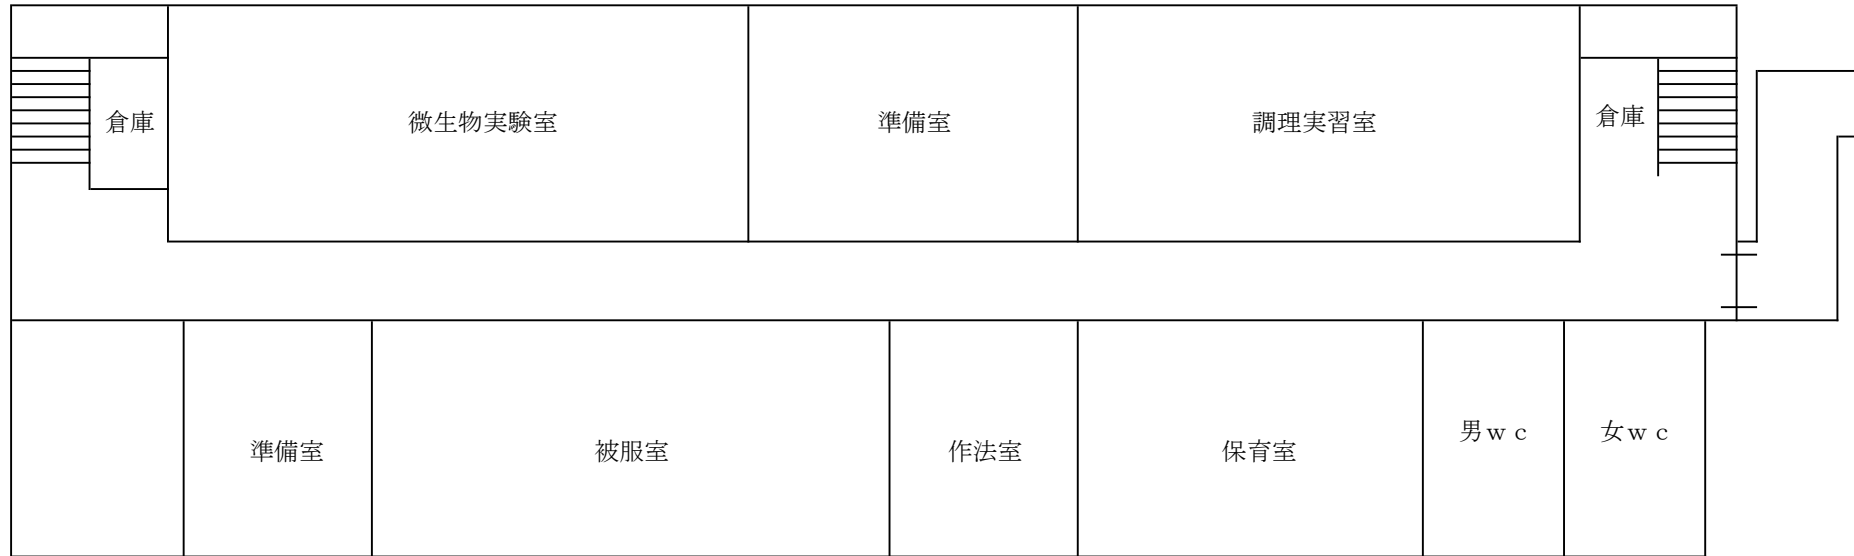 倉庫
微生物実験室
準備室
調理実習室
倉庫
準備室
被服室
作法室
保育室
男ｗｃ
女ｗｃ